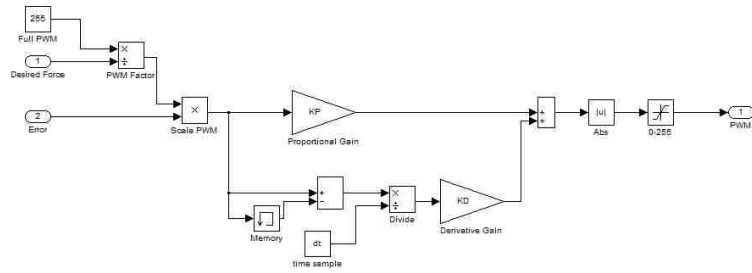 255
Full PWM
1
Desired Force
×
÷
PWM Factor
2
Error
×
Scale PWM
KP
Proportional Gain
+
+
|u|
Abs
0-255
1
PWM
+
−
Memory
×
÷
Divide
dt
time sample
KD
Derivative Gain